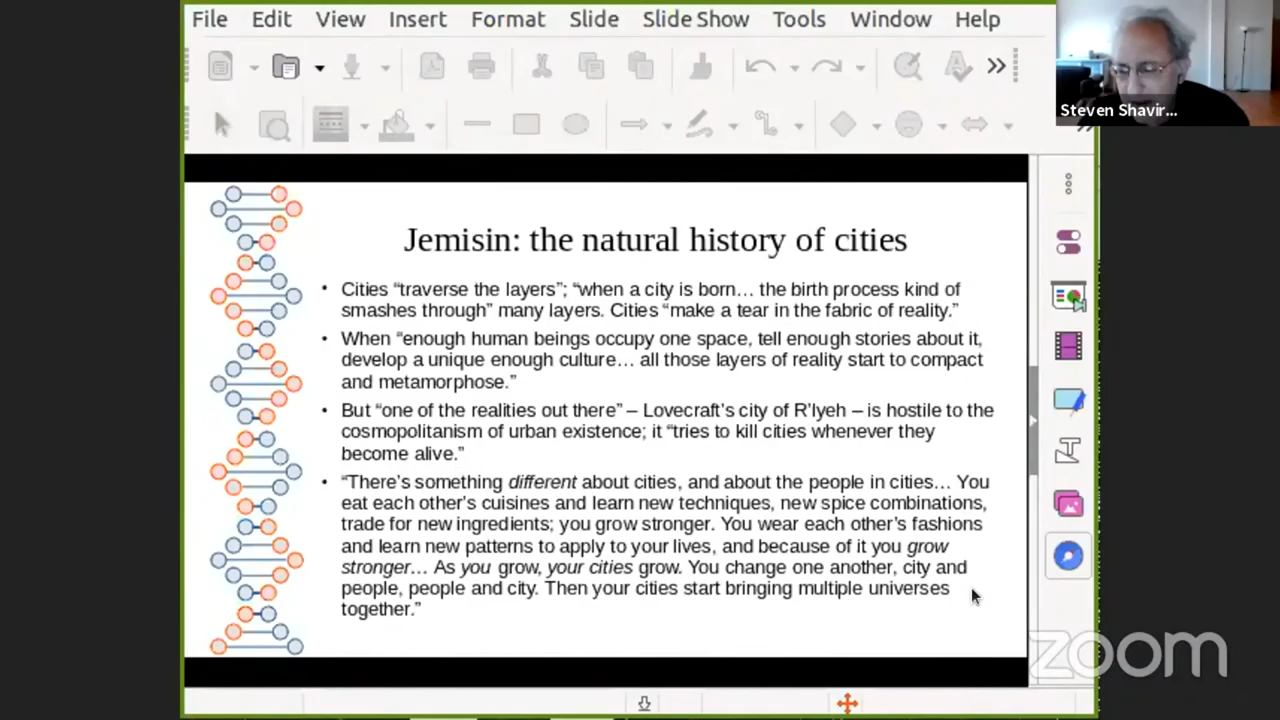 File Edit View Insert Format Slide Slide Show Tools Window Help
Steven Shavir...
Jemisin: the natural history of cities
• Cities “traverse the layers”; “when a city is born… the birth process kind of
smashes through” many layers. Cities “make a tear in the fabric of reality.”
• When “enough human beings occupy one space, tell enough stories about it,
develop a unique enough culture… all those layers of reality start to compact
and metamorphose.”
• But “one of the realities out there” – Lovecraft’s city of R’lyeh – is hostile to the
cosmopolitanism of urban existence; it “tries to kill cities whenever they
become alive.”
• “There’s something different about cities, and about the people in cities… You
eat each other’s cuisines and learn new techniques, new spice combinations,
trade for new ingredients; you grow stronger. You wear each other’s fashions
and learn new patterns to apply to your lives, and because of it you grow
stronger… As you grow, your cities grow. You change one another, city and
people, people and city. Then your cities start bringing multiple universes
together.”
zoom